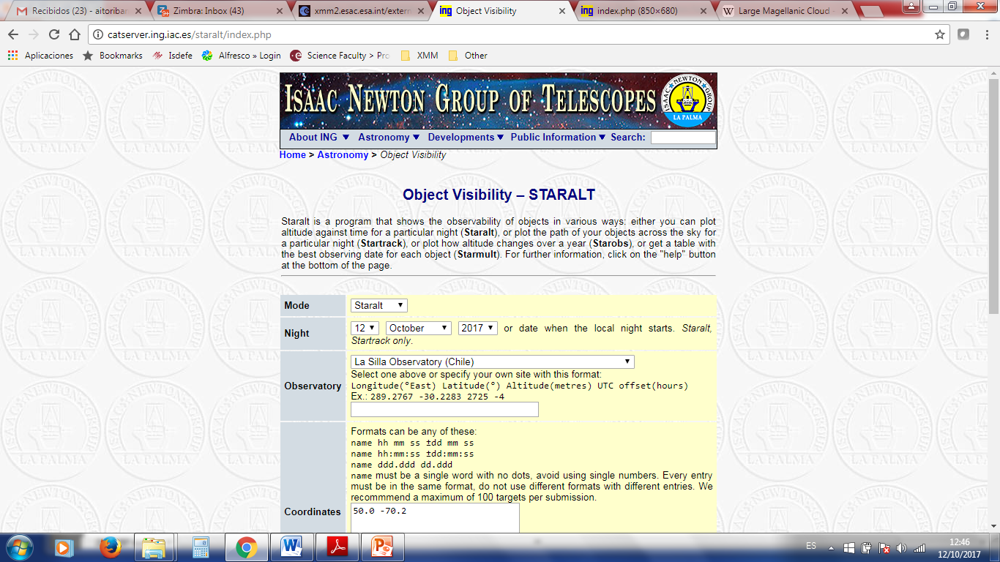 Recibidos (23) - aitoribar
Zimbra: Inbox (43)
xmm2.esac.esa.int/extern
Object Visibility
index.php (850×680)
Large Magellanic Cloud -
catserver.ing.iac.es/staralt/index.php
Aplicaciones
Bookmarks
Isdefe
Alfresco » Login
Science Faculty > Pro
XMM
Other
ISAAC NEWTON GROUP OF TELESCOPES
ISAAC NEWTON GROUP
LA PALMA
About ING
Astronomy
Developments
Public Information
Search:
Home > Astronomy > Object Visibility
Object Visibility – STARALT
Staralt is a program that shows the observability of objects in various ways: either you can plot
altitude against time for a particular night (Staralt), or plot the path of your objects across the sky for
a particular night (Startrack), or plot how altitude changes over a year (Starobs), or get a table with
the best observing date for each object (Starmult). For further information, click on the "help" button
at the bottom of the page.
Mode
Staralt
Night
12 October 2017 or date when the local night starts. Staralt,
Startrack only.
Observatory
La Silla Observatory (Chile)
Select one above or specify your own site with this format:
Longitude(°East) Latitude(°) Altitude(metres) UTC offset(hours)
Ex.: 289.2767 -30.2283 2725 -4
Coordinates
Formats can be any of these:
name hh mm ss ±dd mm ss
name hh:mm:ss ±dd:mm:ss
name ddd.ddd dd.ddd
name must be a single word with no dots, avoid using single numbers. Every entry
must be in the same format, do not use different formats with different entries. We
recommmend a maximum of 100 targets per submission.
50.0 -70.2
ES
12:46
12/10/2017